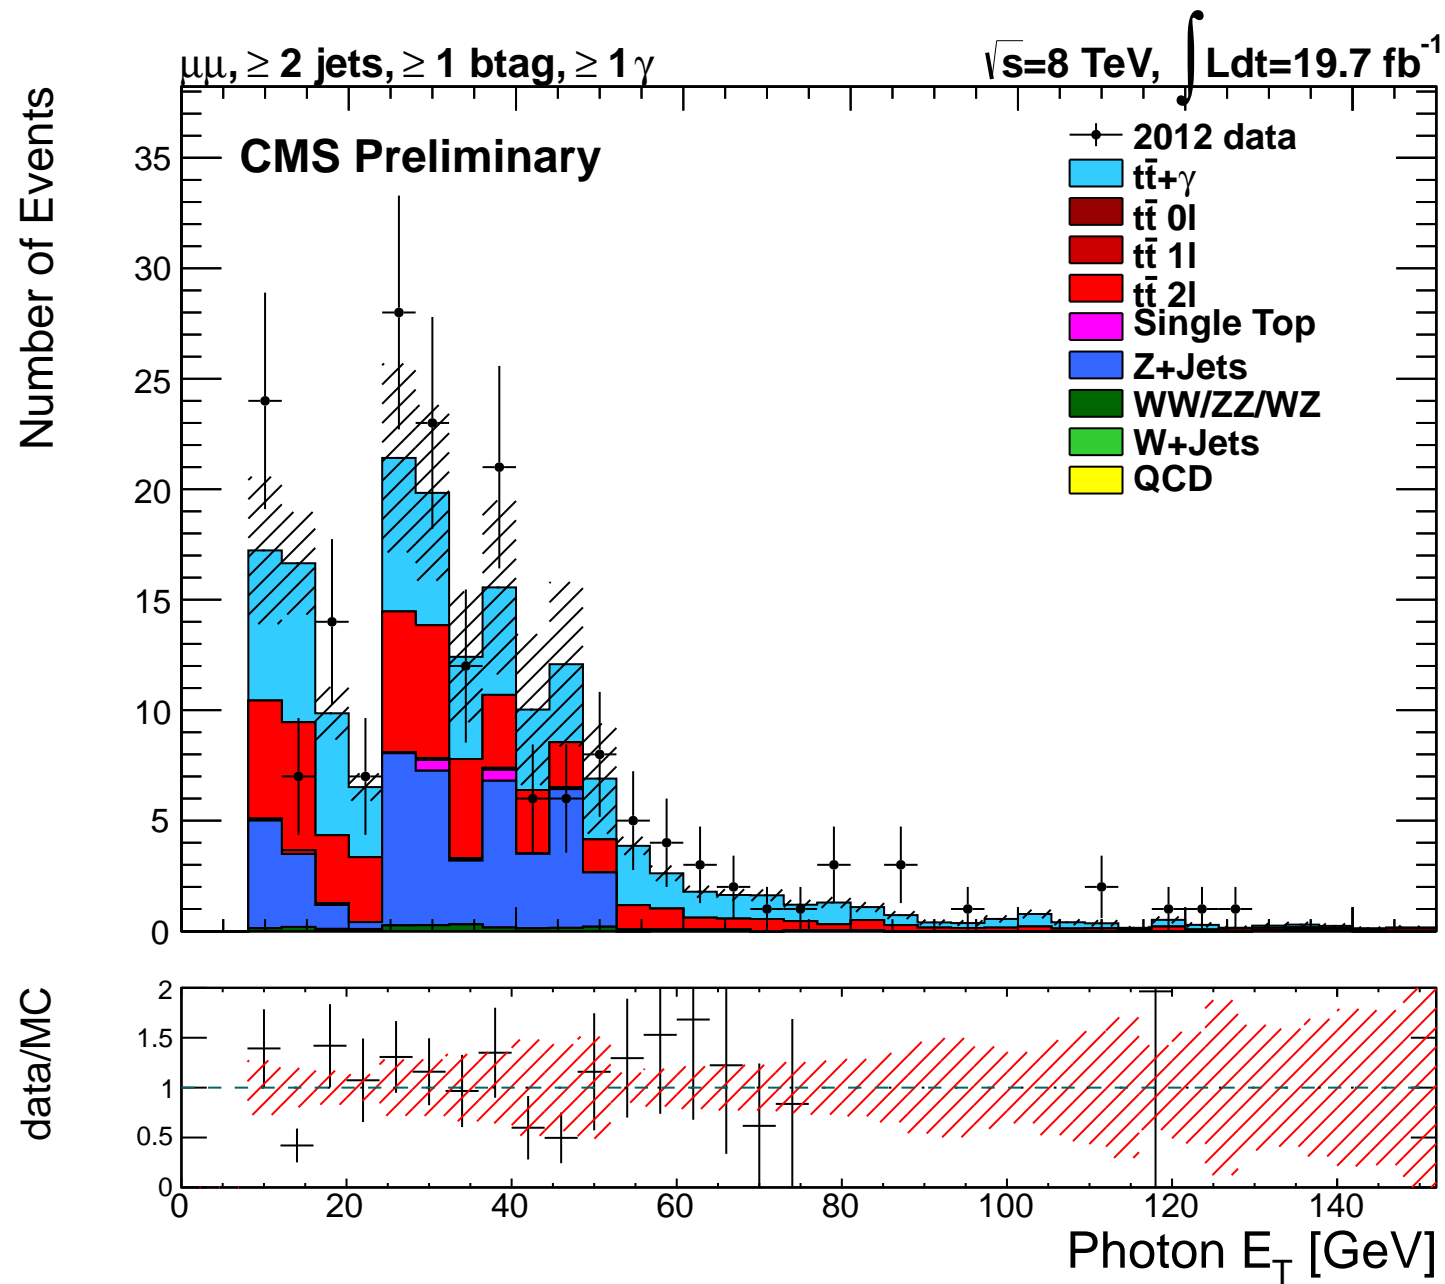 μμ, ≥ 2 jets, ≥ 1 btag, ≥ 1 γ
√s=8 TeV, ∫Ldt=19.7 fb⁻¹
CMS Preliminary
Number of Events
35
30
25
20
15
10
5
0
2012 data
tt̄+γ
tt̄ 0l
tt̄ 1l
tt̄ 2l
Single Top
Z+Jets
WW/ZZ/WZ
W+Jets
QCD
data/MC
2
1.5
1
0.5
0
0 20 40 60 80 100 120 140
Photon E_T [GeV]